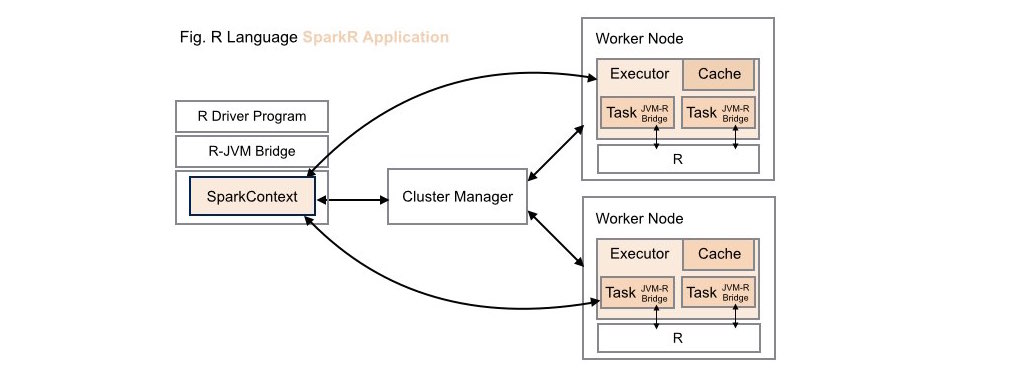 Fig. R Language SparkR Application
R Driver Program
R-JVM Bridge
SparkContext
Cluster Manager
Worker Node
Executor
Cache
Task JVM-R
Bridge
Task JVM-R
Bridge
R
Worker Node
Executor
Cache
Task JVM-R
Bridge
Task JVM-R
Bridge
R